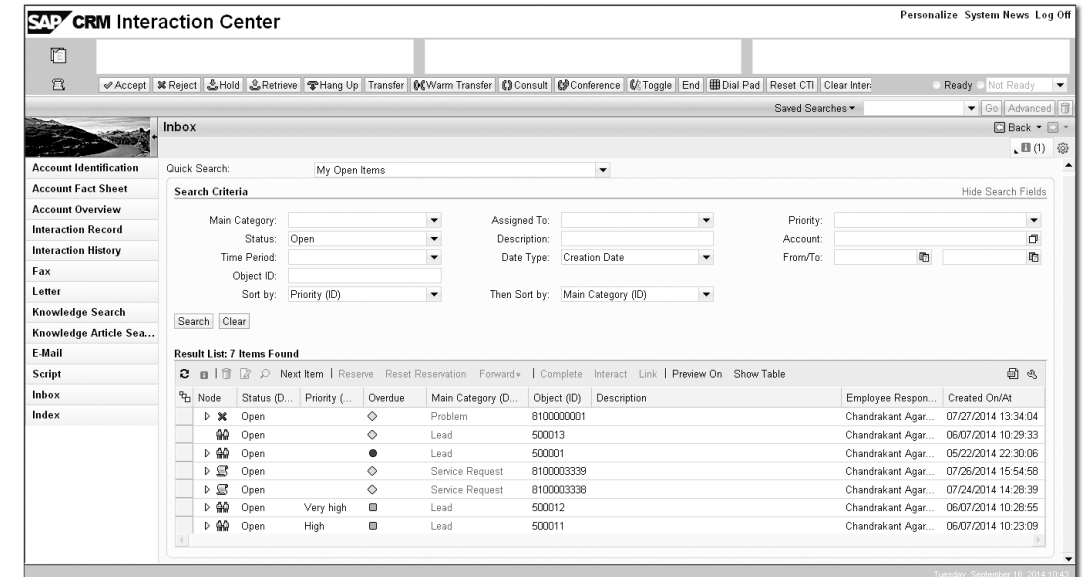 SAP CRM Interaction Center
Personalize System News Log Off
Accept Reject Hold Retrieve Hang Up Transfer Warm Transfer Consult Conference Toggle End Dial Pad Reset CTI Clear Inter Ready Not Ready
Saved Searches Go Advanced
Inbox Back
(1)
Account Identification
Account Fact Sheet
Account Overview
Interaction Record
Interaction History
Fax
Letter
Knowledge Search
Knowledge Article Sea...
E-Mail
Script
Inbox
Index
Quick Search: My Open Items
Search Criteria Hide Search Fields
Main Category: Assigned To: Priority:
Status: Open Description: Account:
Time Period: Date Type: Creation Date From/To:
Object ID:
Sort by: Priority (ID) Then Sort by: Main Category (ID)
Search Clear
Result List: 7 Items Found
Next Item Reserve Reset Reservation Forward Complete Interact Link Preview On Show Table
Node Status (D... Priority (... Overdue Main Category (D... Object (ID) Description Employee Respon... Created On/At
Open Problem 8100000001 Chandrakant Agar... 07/27/2014 13:34:04
Open Lead 500013 Chandrakant Agar... 06/07/2014 10:29:33
Open Lead 500001 Chandrakant Agar... 05/22/2014 22:30:06
Open Service Request 8100003339 Chandrakant Agar... 07/26/2014 15:54:58
Open Service Request 8100003338 Chandrakant Agar... 07/24/2014 14:28:39
Open Very high Lead 500012 Chandrakant Agar... 06/07/2014 10:28:55
Open High Lead 500011 Chandrakant Agar... 06/07/2014 10:23:09
Tuesday, September 16, 2014 10:43